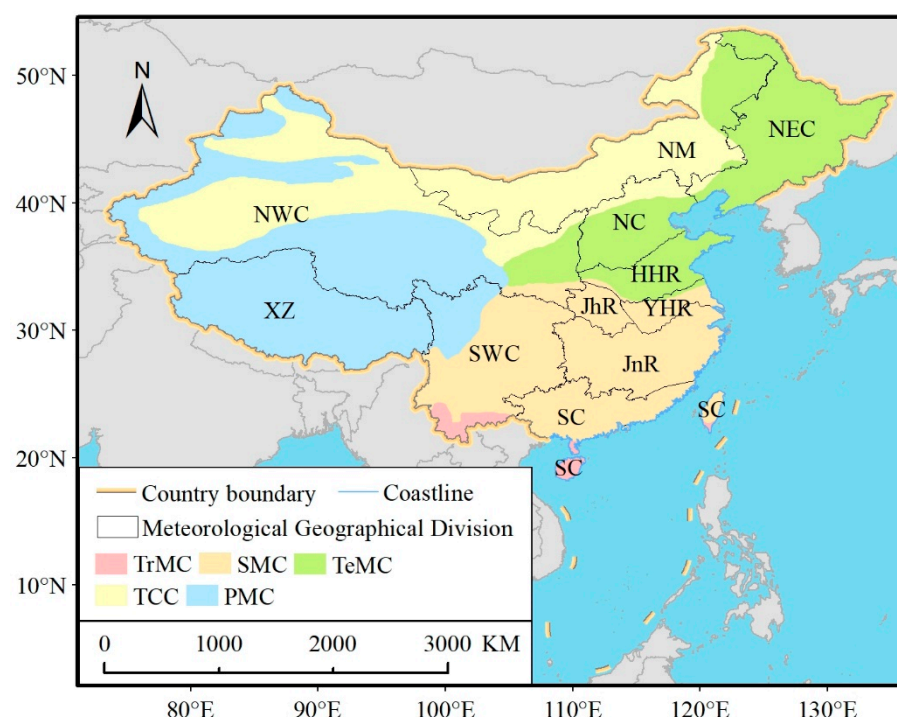 50°N
40°N
30°N
20°N
10°N
N
NEC
NM
NWC
NC
HHR
XZ
JhR
YHR
SWC
JnR
SC
SC
SC
Country boundary
Coastline
Meteorological Geographical Division
TrMC
SMC
TeMC
TCC
PMC
0 1000 2000 3000 KM
80°E 90°E 100°E 110°E 120°E 130°E